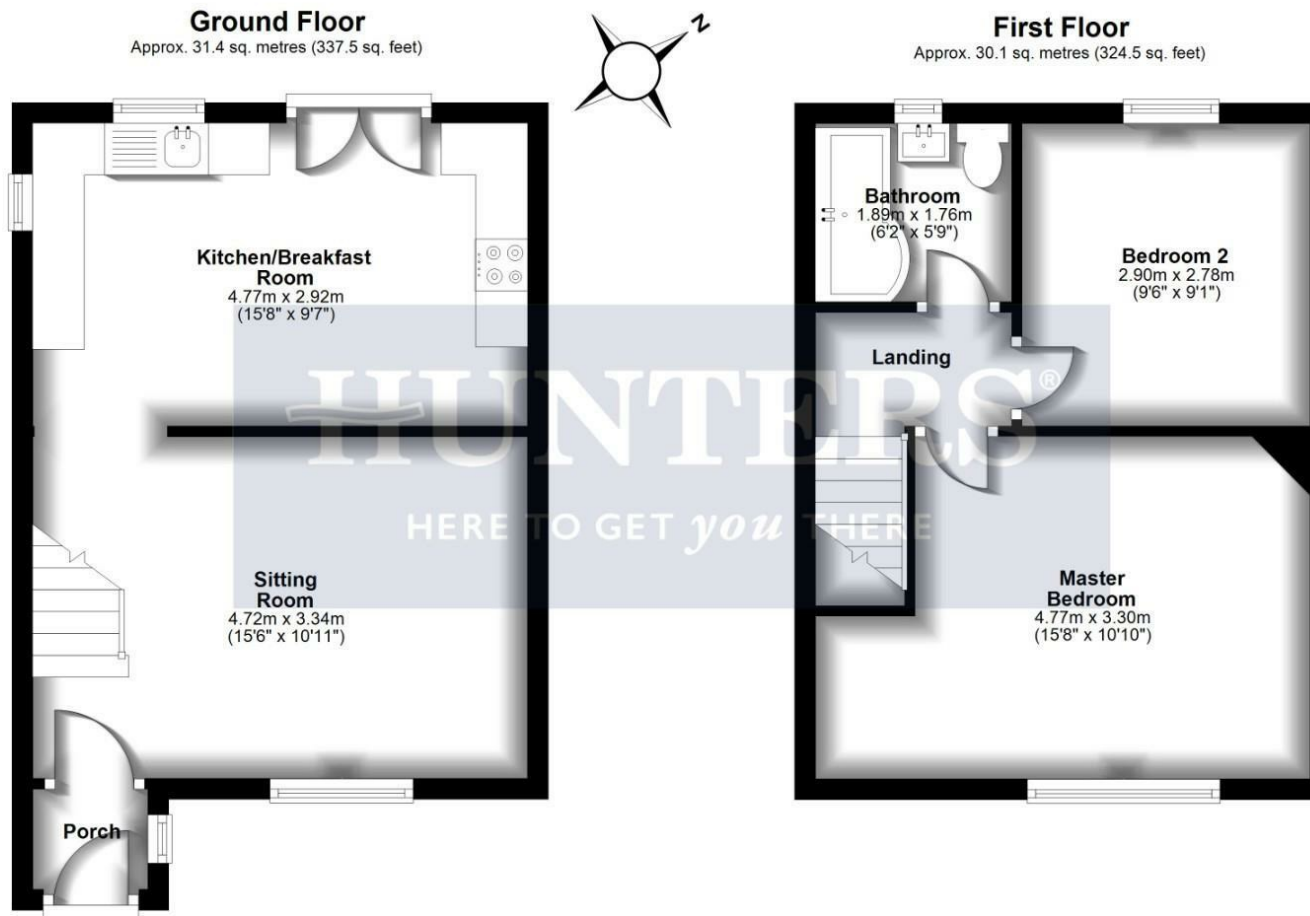 Ground Floor
Approx. 31.4 sq. metres (337.5 sq. feet)
N
First Floor
Approx. 30.1 sq. metres (324.5 sq. feet)
Kitchen/Breakfast
Room
4.77m x 2.92m
(15'8" x 9'7")
Bathroom
1.89m x 1.76m
(6'2" x 5'9")
Bedroom 2
2.90m x 2.78m
(9'6" x 9'1")
Landing
HUNTERS®
HERE TO GET you THERE
Sitting
Room
4.72m x 3.34m
(15'6" x 10'11")
Master
Bedroom
4.77m x 3.30m
(15'8" x 10'10")
Porch